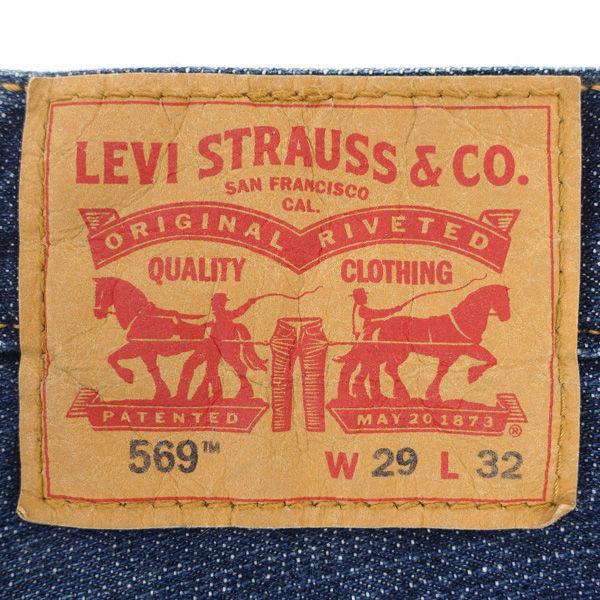 LEVI STRAUSS & CO.
SAN FRANCISCO
CAL.
ORIGINAL RIVETED
QUALITY CLOTHING
PATENTED MAY 20 1873 ®
569™ W 29 L 32